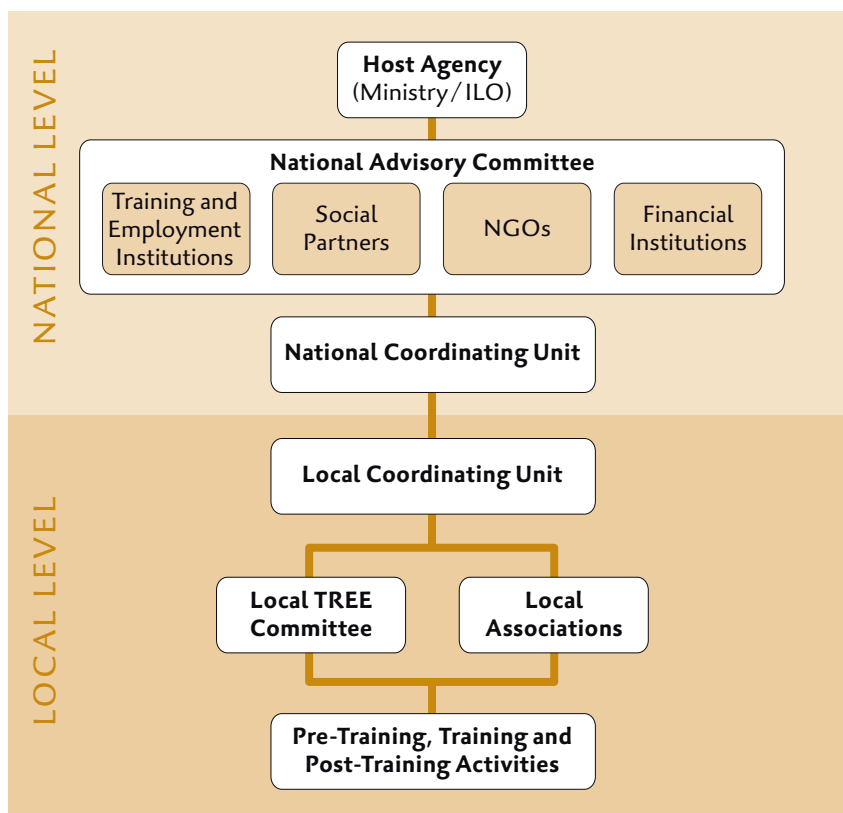 NATIONAL LEVEL
Host Agency
(Ministry / ILO)
National Advisory Committee
Training and
Employment
Institutions
Social
Partners
NGOs
Financial
Institutions
National Coordinating Unit
LOCAL LEVEL
Local Coordinating Unit
Local TREE
Committee
Local
Associations
Pre-Training, Training and
Post-Training Activities